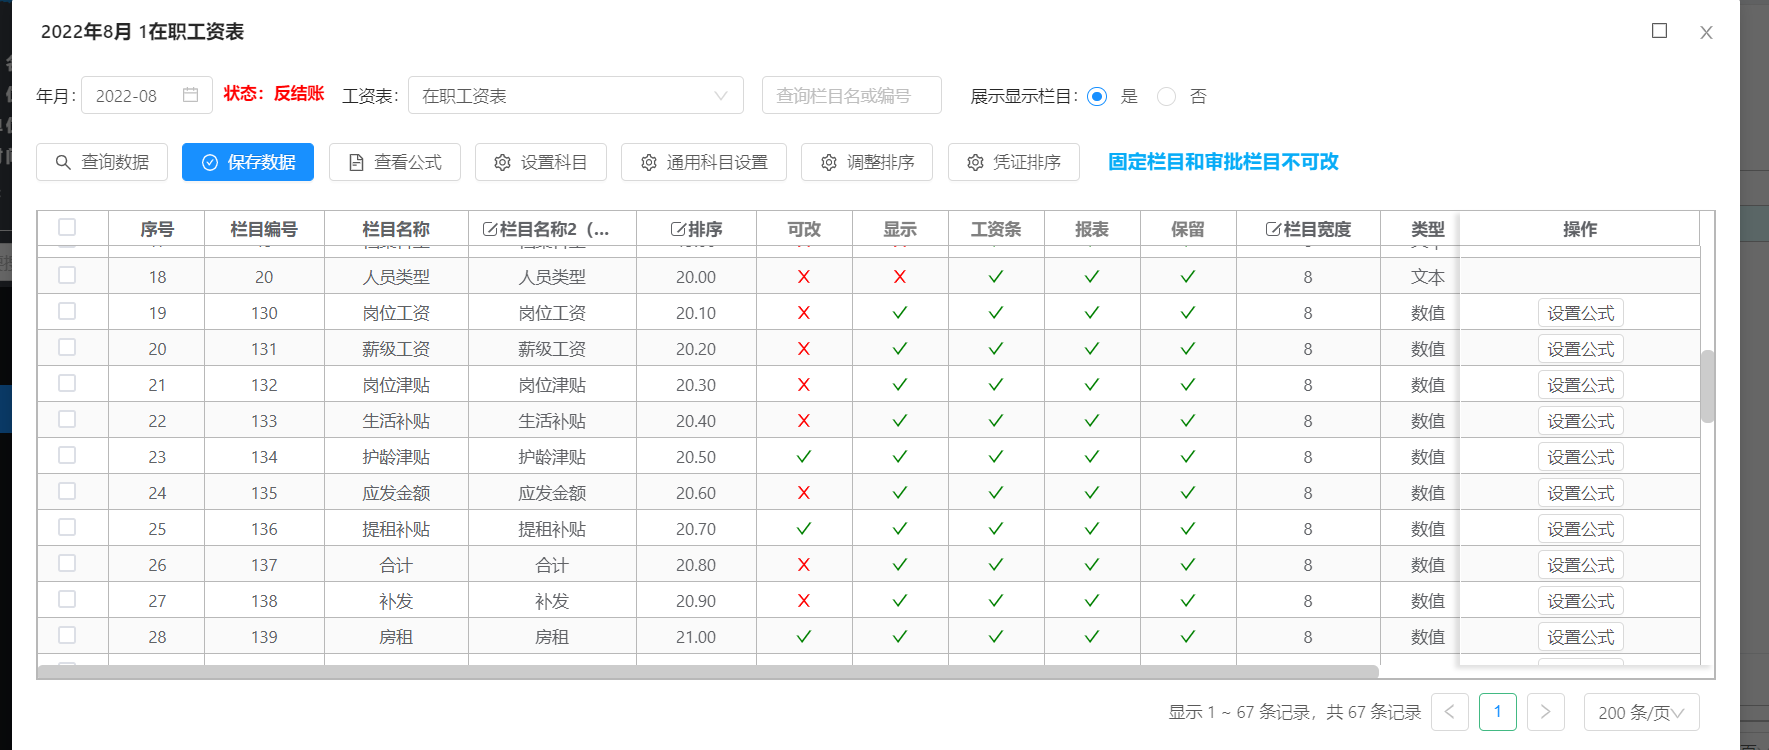 2022年8月 1在职工资表
年月: 2022-08 状态：反结账 工资表: 在职工资表 查询栏目名或编号 展示显示栏目: 是 否
查询数据 保存数据 查看公式 设置科目 通用科目设置 调整排序 凭证排序 固定栏目和审批栏目不可改
序号 栏目编号 栏目名称 栏目名称2（... 排序 可改 显示 工资条 报表 保留 栏目宽度 类型 操作
18 20 人员类型 人员类型 20.00 X X ✓ ✓ ✓ 8 文本
19 130 岗位工资 岗位工资 20.10 X ✓ ✓ ✓ ✓ 8 数值 设置公式
20 131 薪级工资 薪级工资 20.20 X ✓ ✓ ✓ ✓ 8 数值 设置公式
21 132 岗位津贴 岗位津贴 20.30 X ✓ ✓ ✓ ✓ 8 数值 设置公式
22 133 生活补贴 生活补贴 20.40 X ✓ ✓ ✓ ✓ 8 数值 设置公式
23 134 护龄津贴 护龄津贴 20.50 ✓ ✓ ✓ ✓ ✓ 8 数值 设置公式
24 135 应发金额 应发金额 20.60 X ✓ ✓ ✓ ✓ 8 数值 设置公式
25 136 提租补贴 提租补贴 20.70 ✓ ✓ ✓ ✓ ✓ 8 数值 设置公式
26 137 合计 合计 20.80 X ✓ ✓ ✓ ✓ 8 数值 设置公式
27 138 补发 补发 20.90 X ✓ ✓ ✓ ✓ 8 数值 设置公式
28 139 房租 房租 21.00 ✓ ✓ ✓ ✓ ✓ 8 数值 设置公式
显示 1 ~ 67 条记录，共 67 条记录 < 1 > 200 条/页